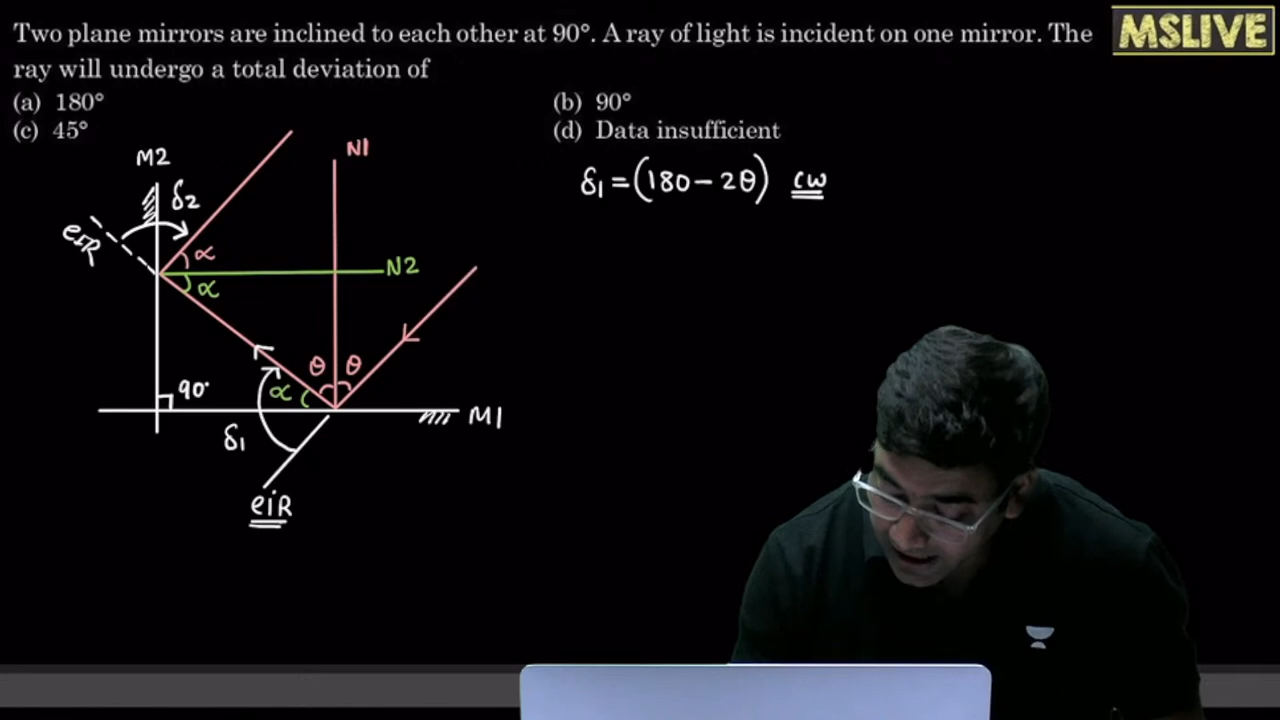 Two plane mirrors are inclined to each other at 90°. A ray of light is incident on one mirror. The
ray will undergo a total deviation of
MSLIVE
(a) 180°
(b) 90°
(c) 45°
(d) Data insufficient
δ₁ = (180 – 2θ) cw
M2
N1
δ2
eIR
α
N2
α
θ θ
α
90°
M1
δ₁
eiR